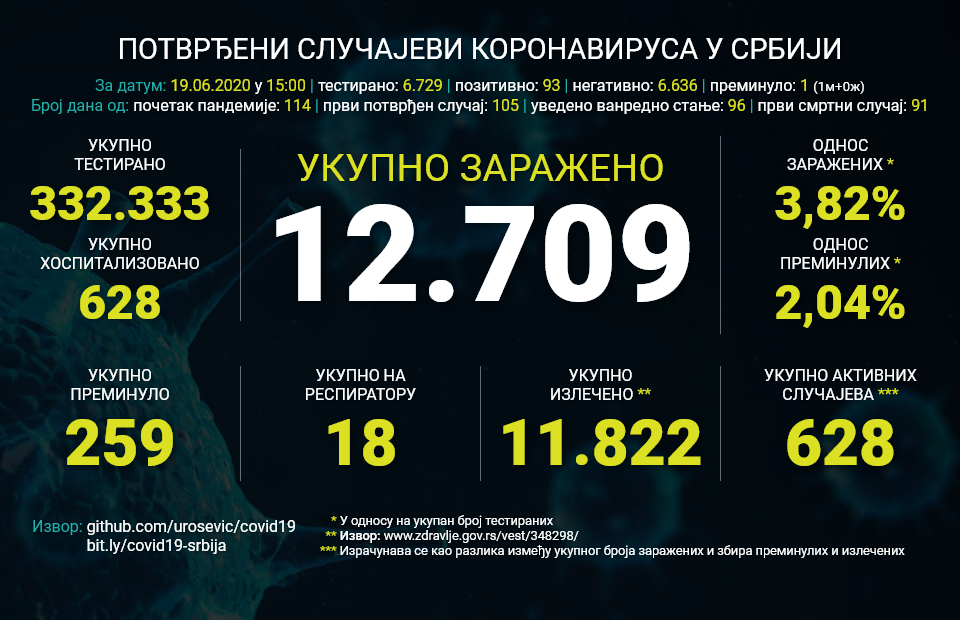 ПОТВРЂЕНИ СЛУЧАЈЕВИ КОРОНАВИРУСА У СРБИЈИ
За датум: 19.06.2020 у 15:00 | тестирано: 6.729 | позитивно: 93 | негативно: 6.636 | преминуло: 1 (1м+0ж)
Број дана од: почетак пандемије: 114 | први потврђен случај: 105 | уведено ванредно стање: 96 | први смртни случај: 91
УКУПНО
ТЕСТИРАНО
332.333
УКУПНО
ХОСПИТАЛИЗОВАНО
628
УКУПНО ЗАРАЖЕНО
12.709
ОДНОС
ЗАРАЖЕНИХ *
3,82%
ОДНОС
ПРЕМИНУЛИХ *
2,04%
УКУПНО
ПРЕМИНУЛО
259
УКУПНО НА
РЕСПИРАТОРУ
18
УКУПНО
ИЗЛЕЧЕНО **
11.822
УКУПНО АКТИВНИХ
СЛУЧАЈЕВА ***
628
Извор: github.com/urosevic/covid19
bit.ly/covid19-srbija
* У односу на укупан број тестираних
** Извор: www.zdravlje.gov.rs/vest/348298/
*** Израчунава се као разлика између укупног броја заражених и збира преминулих и излечених